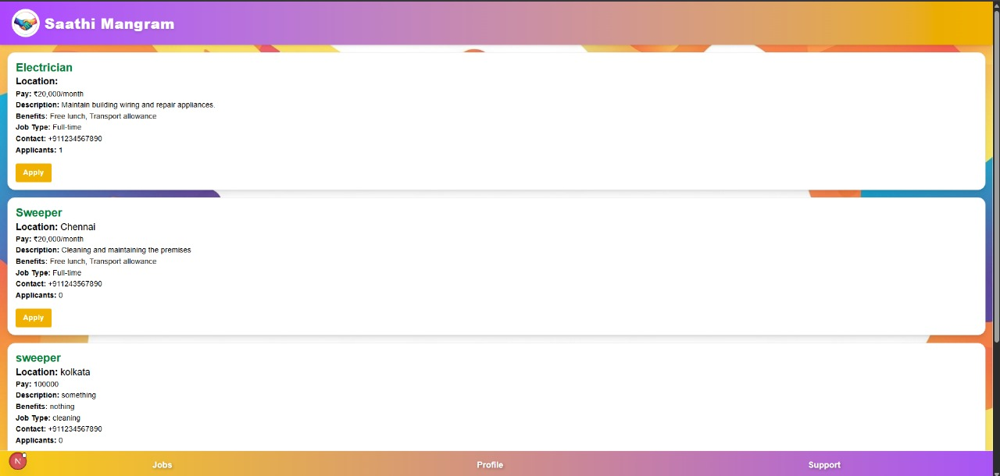 Saathi Mangram
Electrician
Location:
Pay: ₹20,000/month
Description: Maintain building wiring and repair appliances.
Benefits: Free lunch, Transport allowance
Job Type: Full-time
Contact: +911234567890
Applicants: 1
Apply
Sweeper
Location: Chennai
Pay: ₹20,000/month
Description: Cleaning and maintaining the premises
Benefits: Free lunch, Transport allowance
Job Type: Full-time
Contact: +911243567890
Applicants: 0
Apply
sweeper
Location: kolkata
Pay: 100000
Description: something
Benefits: nothing
Job Type: cleaning
Contact: +911234567890
Applicants: 0
N
Jobs Profile Support